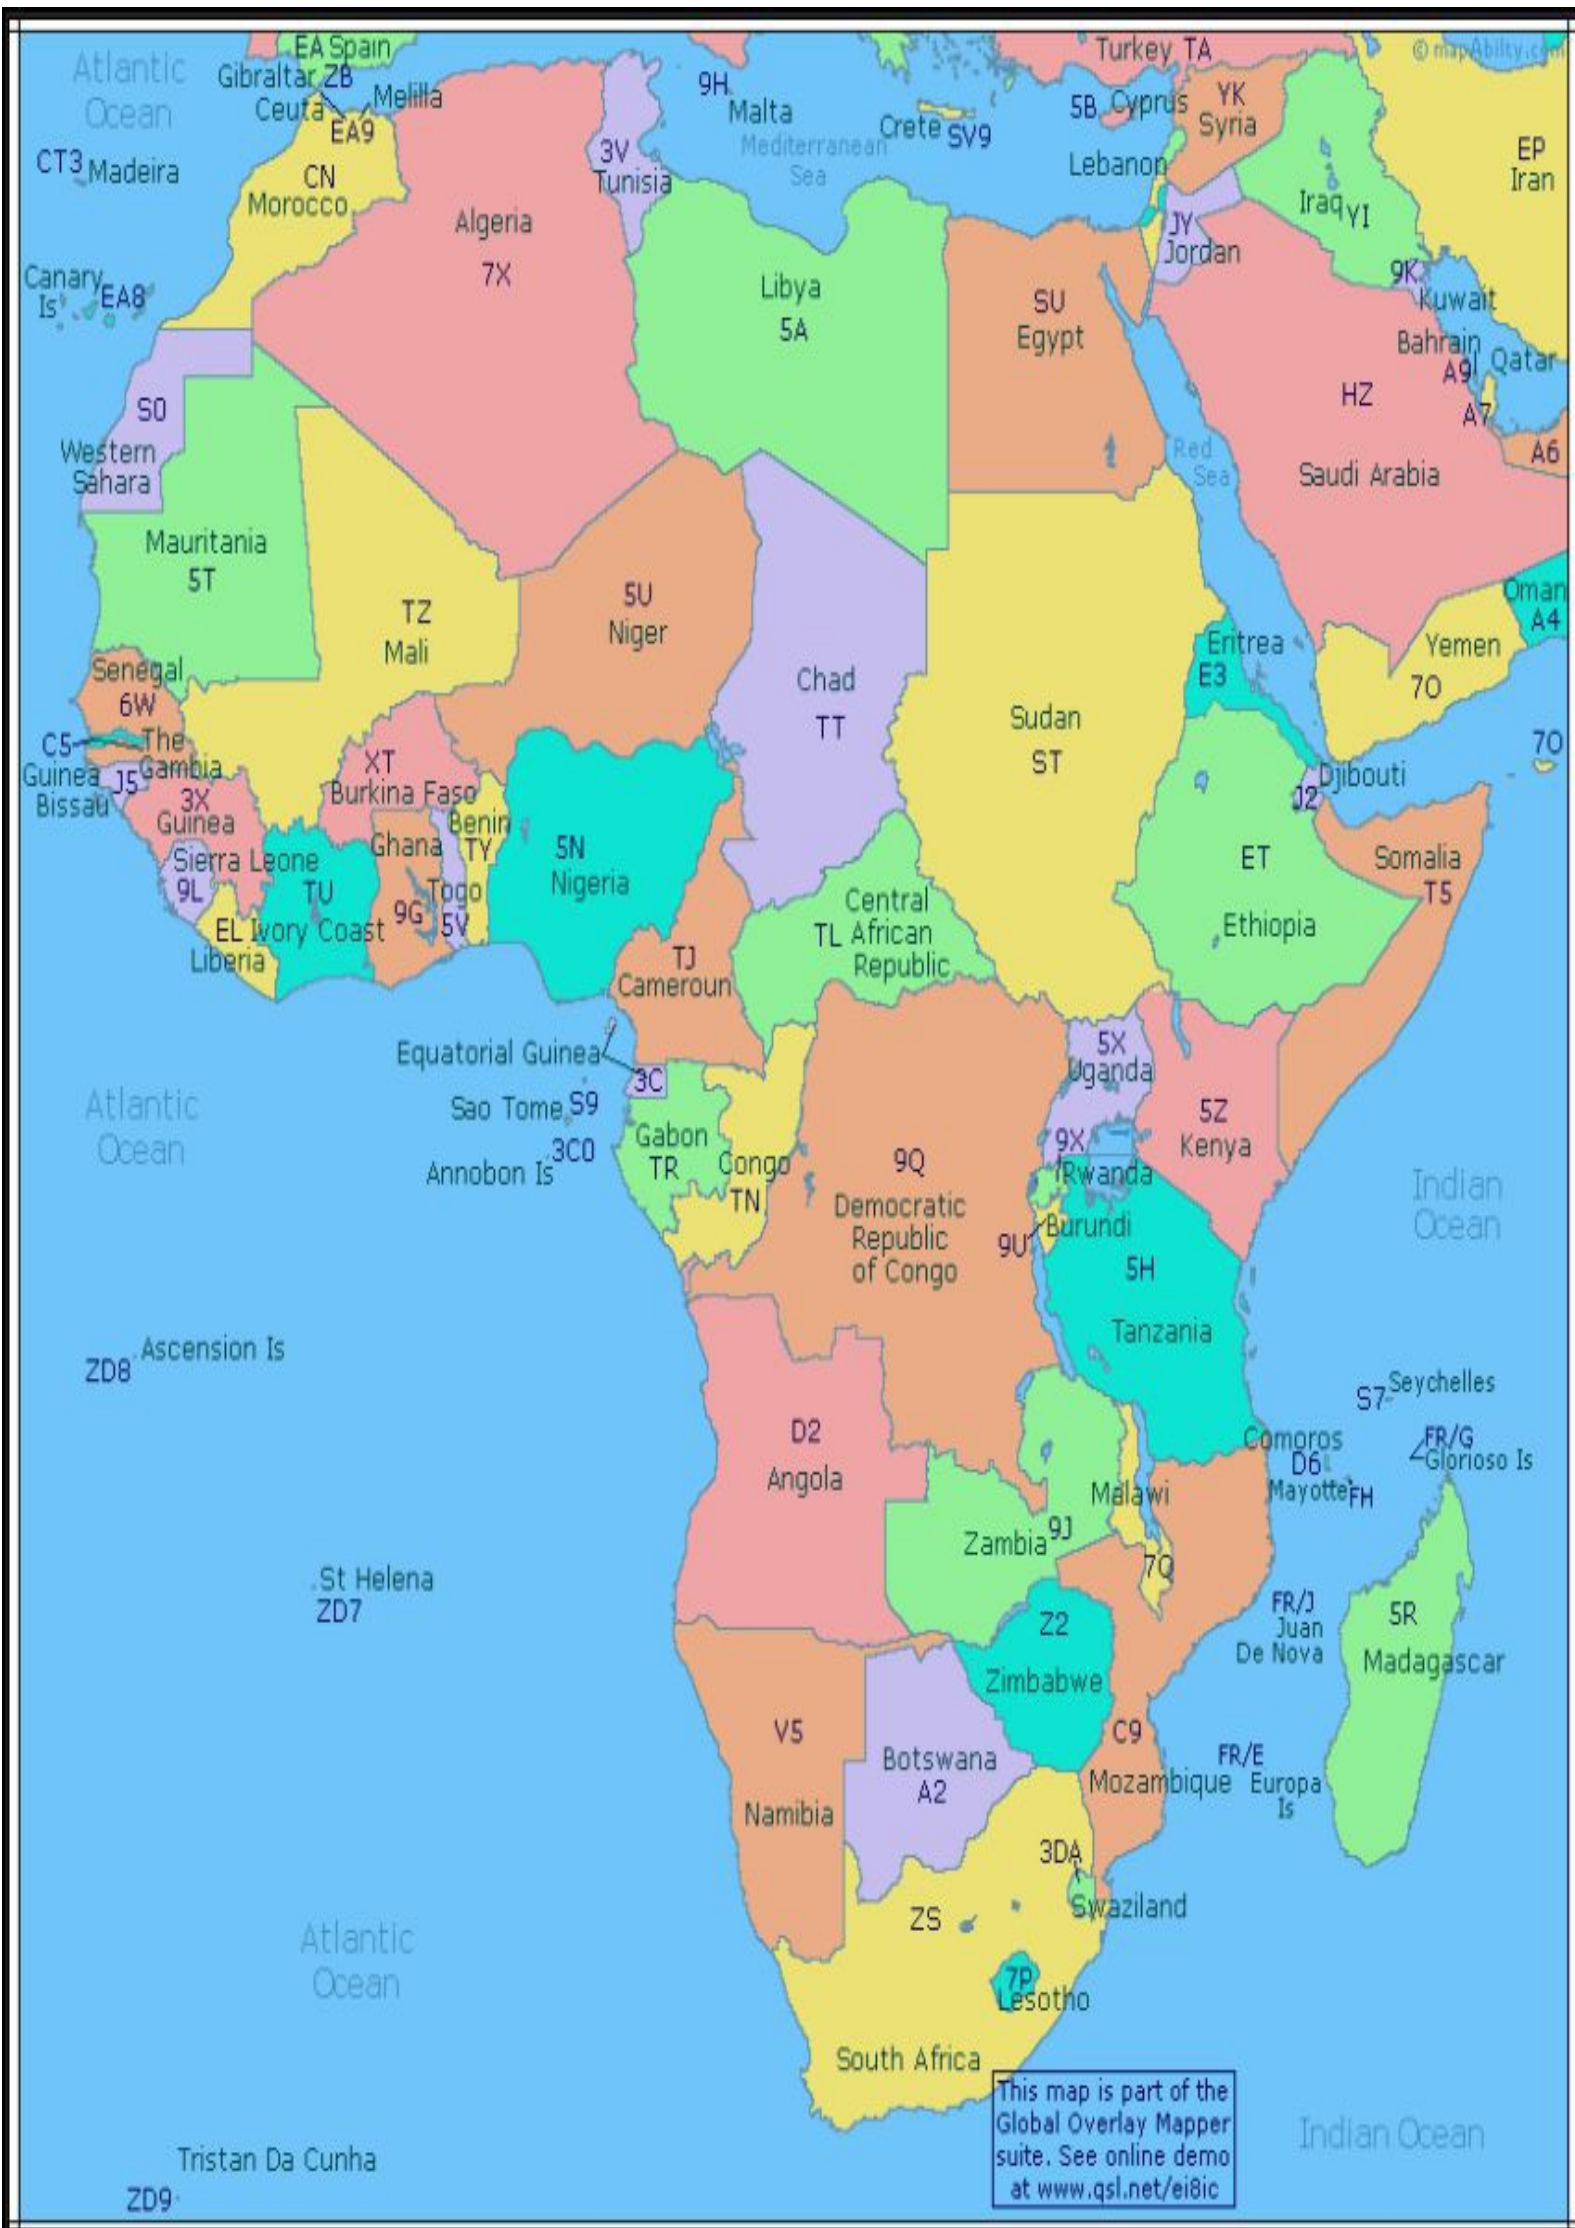 EA Spain
Turkey TA
© mapAbility.com
Atlantic
Ocean
Gibraltar ZB
Ceuta
Melilla
EA9
9H
Malta
Mediterranean
Sea
Crete SV9
5B Cyprus
YK
Syria
Lebanon
EP
Iran
CT3 Madeira
CN
Morocco
3V
Tunisia
Algeria
7X
Iraq YI
JY
Jordan
Canary
Is EA8
Libya
5A
SU
Egypt
9K
Kuwait
Bahrain
A9 Qatar
A7
HZ
Saudi Arabia
A6
S0
Western
Sahara
Red
Sea
Mauritania
5T
TZ
Mali
5U
Niger
Chad
TT
Sudan
ST
Eritrea
E3
Oman
A4
Yemen
7O
7O
Senegal
6W
C5 The
Gambia
Guinea
Bissau
J5
3X
Guinea
XT
Burkina Faso
Djibouti
J2
Sierra Leone
9L
Ghana
9G
Benin
TY
Togo
5V
5N
Nigeria
ET
Ethiopia
Somalia
T5
TU
Ivory Coast
EL
Liberia
Central
TL African
Republic
TJ
Cameroun
Equatorial Guinea
3C
Sao Tome S9
3C0
Annobon Is
Gabon
TR
Congo
TN
5X
Uganda
5Z
Kenya
9X
Rwanda
9Q
Democratic
Republic
of Congo
9U Burundi
5H
Tanzania
Atlantic
Ocean
Indian
Ocean
Ascension Is
ZD8
Seychelles
S7
Comoros
D6
Mayotte FH
FR/G
Glorioso Is
D2
Angola
Malawi
7Q
Zambia 9J
St Helena
ZD7
FR/J
Juan
De Nova
5R
Madagascar
Z2
Zimbabwe
V5
Namibia
Botswana
A2
C9
Mozambique
FR/E
Europa
Is
3DA
Swaziland
ZS
7P
Lesotho
South Africa
Atlantic
Ocean
This map is part of the
Global Overlay Mapper
suite. See online demo
at www.qsl.net/ei8ic
Indian Ocean
Tristan Da Cunha
ZD9